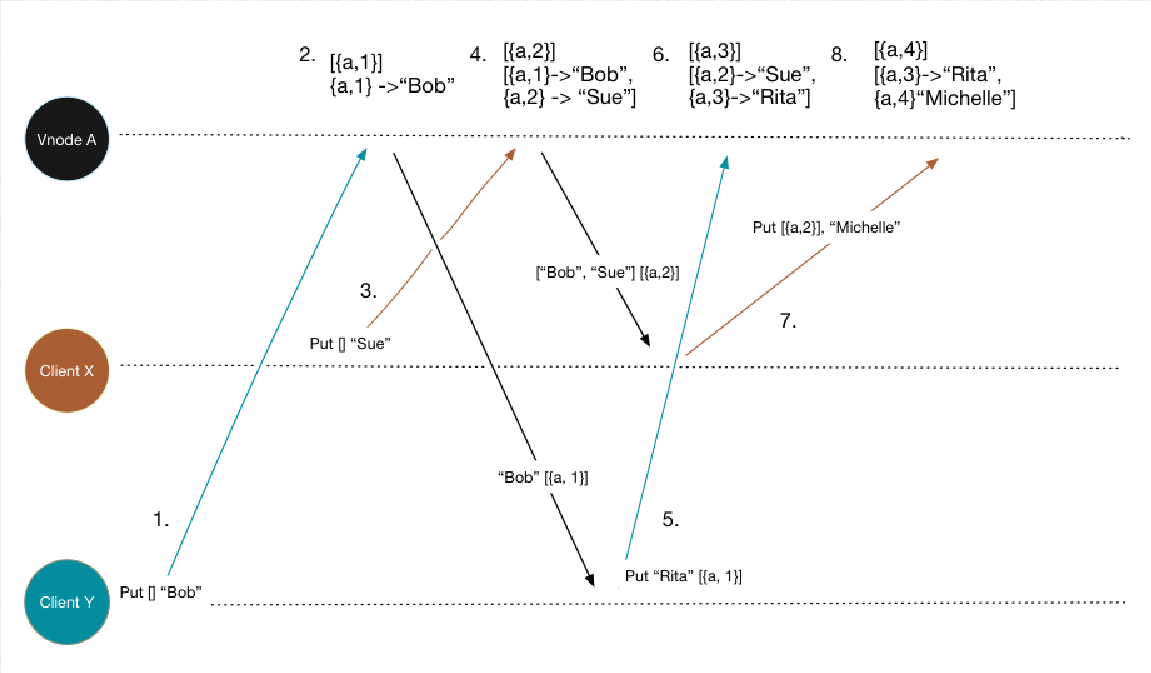 2.
[{a,1}]
{a,1} ->“Bob”
4.
[{a,2}]
[{a,1}->“Bob”,
{a,2} -> “Sue”]
6.
[{a,3}]
[{a,2}->“Sue”,
{a,3}->“Rita”]
8.
[{a,4}]
[{a,3}->“Rita”,
{a,4}“Michelle”]
Vnode A
Put [{a,2}], “Michelle”
[“Bob”, “Sue”] [{a,2}]
3.
7.
Put [] “Sue”
Client X
“Bob” [{a, 1}]
1.
5.
Put “Rita” [{a, 1}]
Put [] “Bob”
Client Y